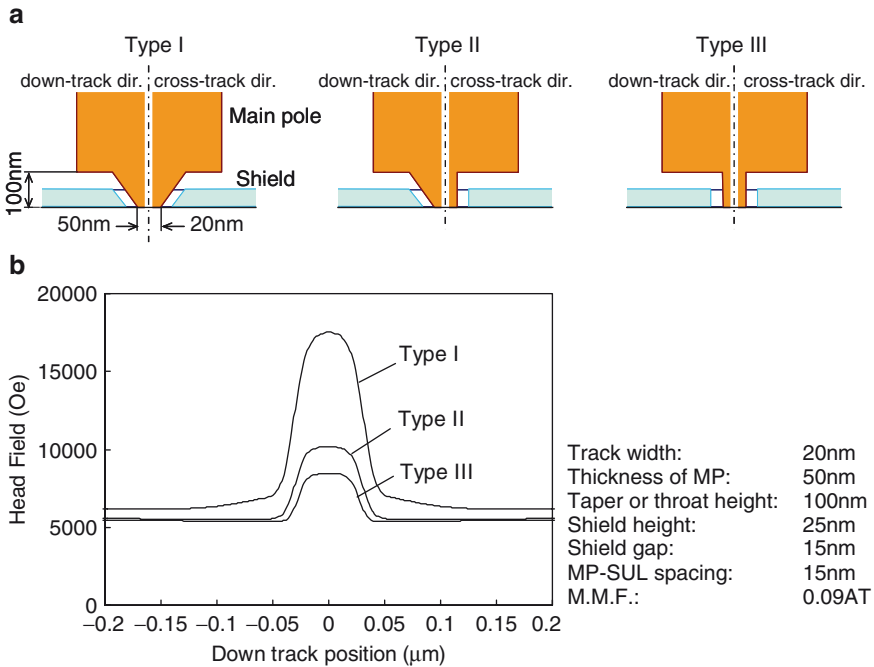 a
Type I
Type II
Type III
down-track dir. cross-track dir.
down-track dir. cross-track dir.
down-track dir. cross-track dir.
Main pole
Shield
100nm
50nm
20nm
b
20000
15000
10000
5000
0
Head Field (Oe)
Type I
Type II
Type III
−0.2 −0.15 −0.1 −0.05 0 0.05 0.1 0.15 0.2
Down track position (μm)
Track width: 20nm
Thickness of MP: 50nm
Taper or throat height: 100nm
Shield height: 25nm
Shield gap: 15nm
MP-SUL spacing: 15nm
M.M.F.: 0.09AT